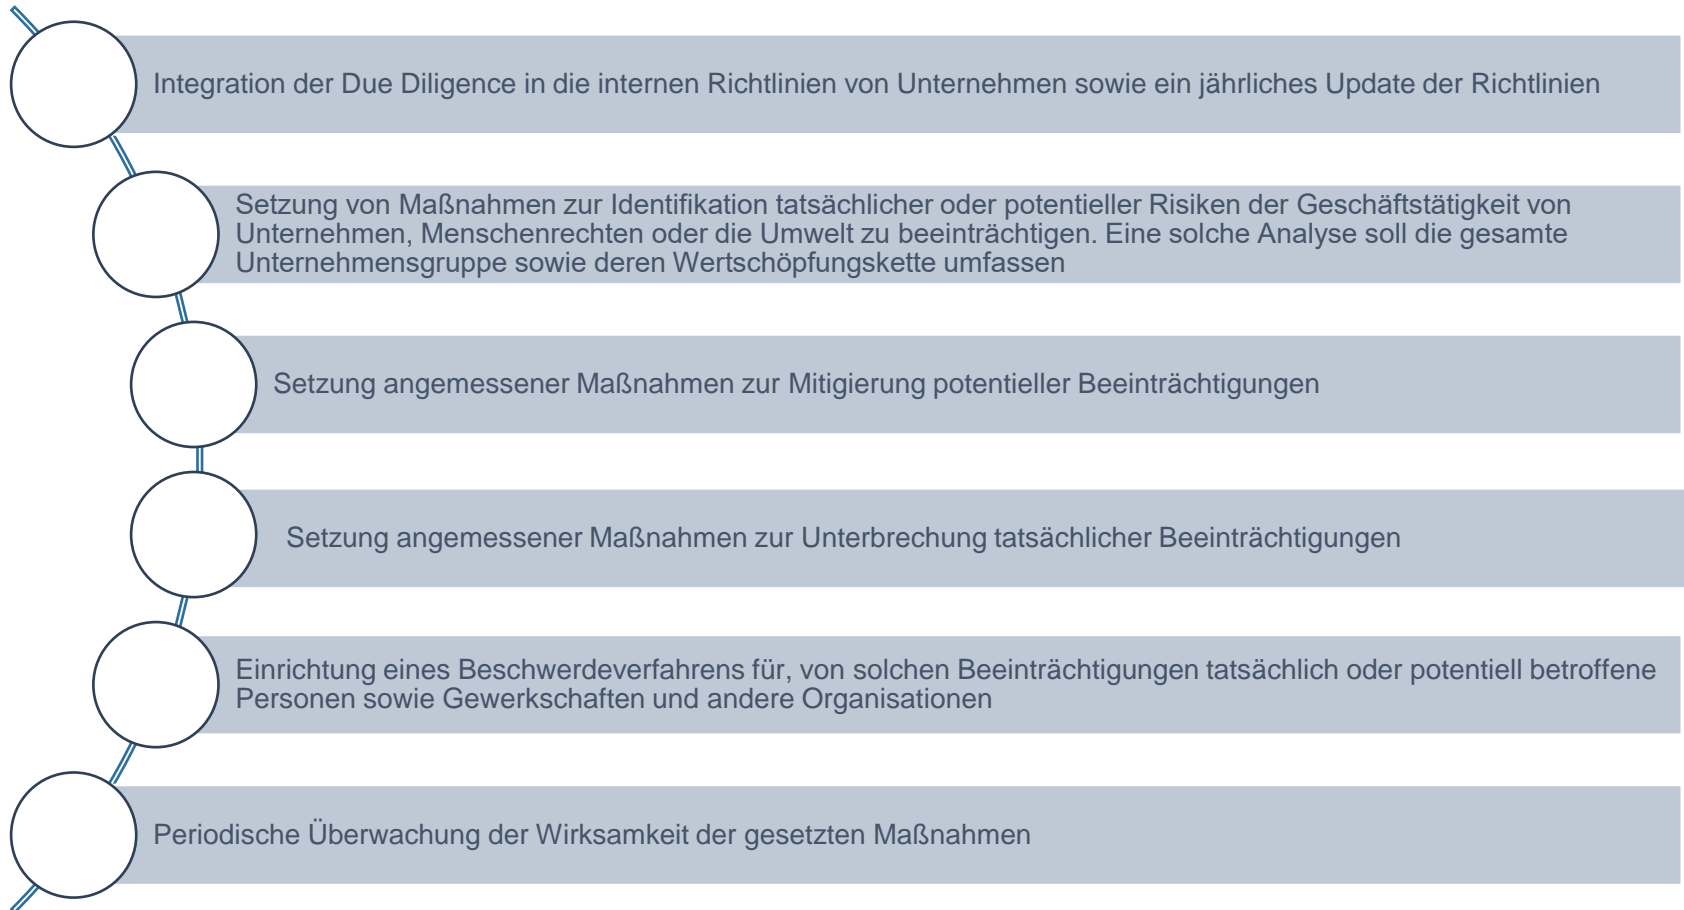 Integration der Due Diligence in die internen Richtlinien von Unternehmen sowie ein jährliches Update der Richtlinien
Setzung von Maßnahmen zur Identifikation tatsächlicher oder potentieller Risiken der Geschäftstätigkeit von
Unternehmen, Menschenrechten oder die Umwelt zu beeinträchtigen. Eine solche Analyse soll die gesamte
Unternehmensgruppe sowie deren Wertschöpfungskette umfassen
Setzung angemessener Maßnahmen zur Mitigierung potentieller Beeinträchtigungen
Setzung angemessener Maßnahmen zur Unterbrechung tatsächlicher Beeinträchtigungen
Einrichtung eines Beschwerdeverfahrens für, von solchen Beeinträchtigungen tatsächlich oder potentiell betroffene
Personen sowie Gewerkschaften und andere Organisationen
Periodische Überwachung der Wirksamkeit der gesetzten Maßnahmen